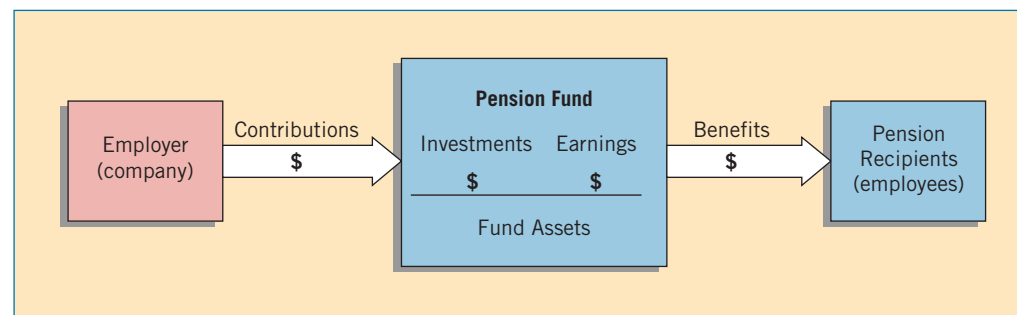 Employer
(company)
Contributions
$
Pension Fund
Investments Earnings
$ $
Fund Assets
Benefits
$
Pension
Recipients
(employees)